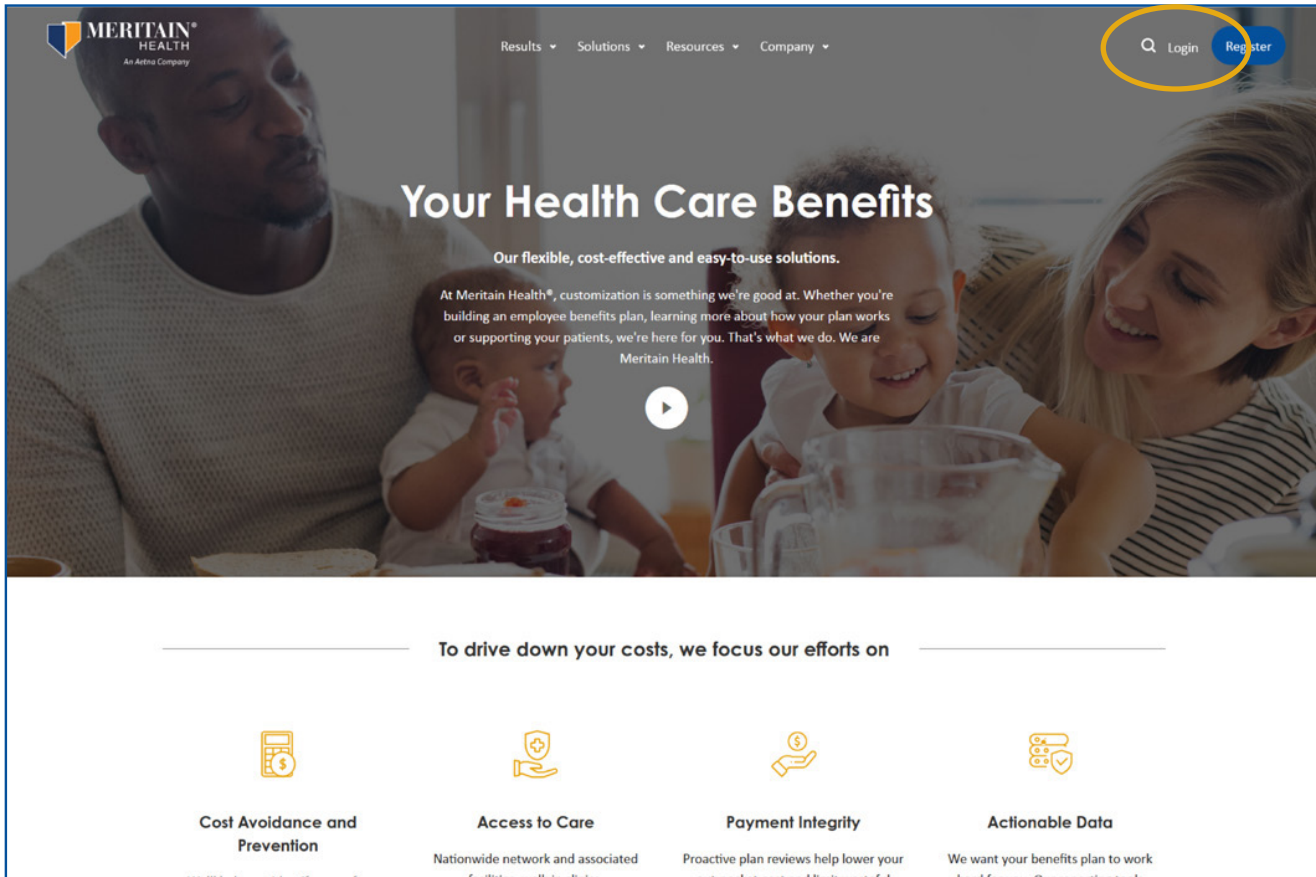 MERITAIN®
HEALTH
An Aetna Company
Results
Solutions
Resources
Company
Login
Register
Your Health Care Benefits
Our flexible, cost-effective and easy-to-use solutions.
At Meritain Health®, customization is something we're good at. Whether you're
building an employee benefits plan, learning more about how your plan works
or supporting your patients, we're here for you. That's what we do. We are
Meritain Health.
To drive down your costs, we focus our efforts on
Cost Avoidance and
Prevention
Access to Care
Nationwide network and associated
Payment Integrity
Proactive plan reviews help lower your
Actionable Data
We want your benefits plan to work